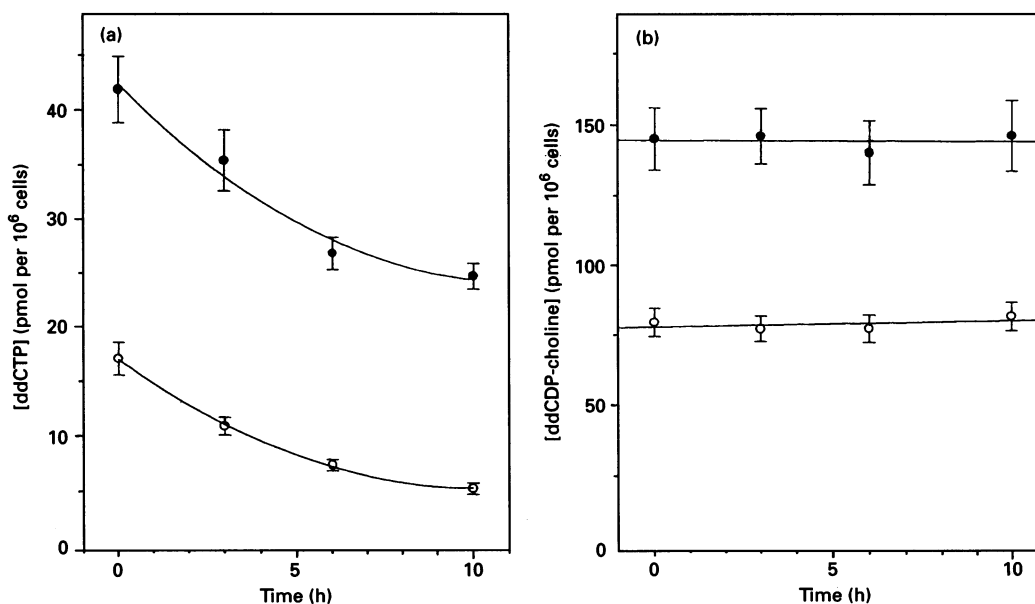 (a)
[ddCTP] (pmol per 10⁶ cells)
40
30
20
10
0
0
5
10
Time (h)
(b)
[ddCDP-choline] (pmol per 10⁶ cells)
150
100
50
0
0
5
10
Time (h)